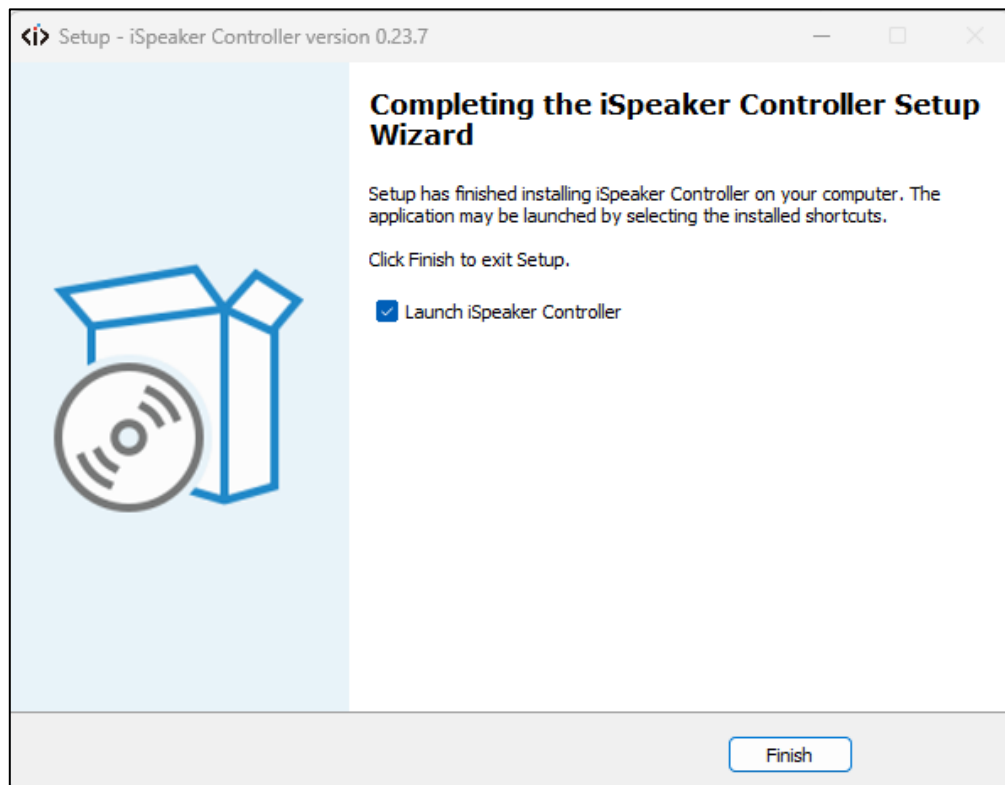 <i> Setup - iSpeaker Controller version 0.23.7
Completing the iSpeaker Controller Setup
Wizard
Setup has finished installing iSpeaker Controller on your computer. The
application may be launched by selecting the installed shortcuts.
Click Finish to exit Setup.
Launch iSpeaker Controller
Finish